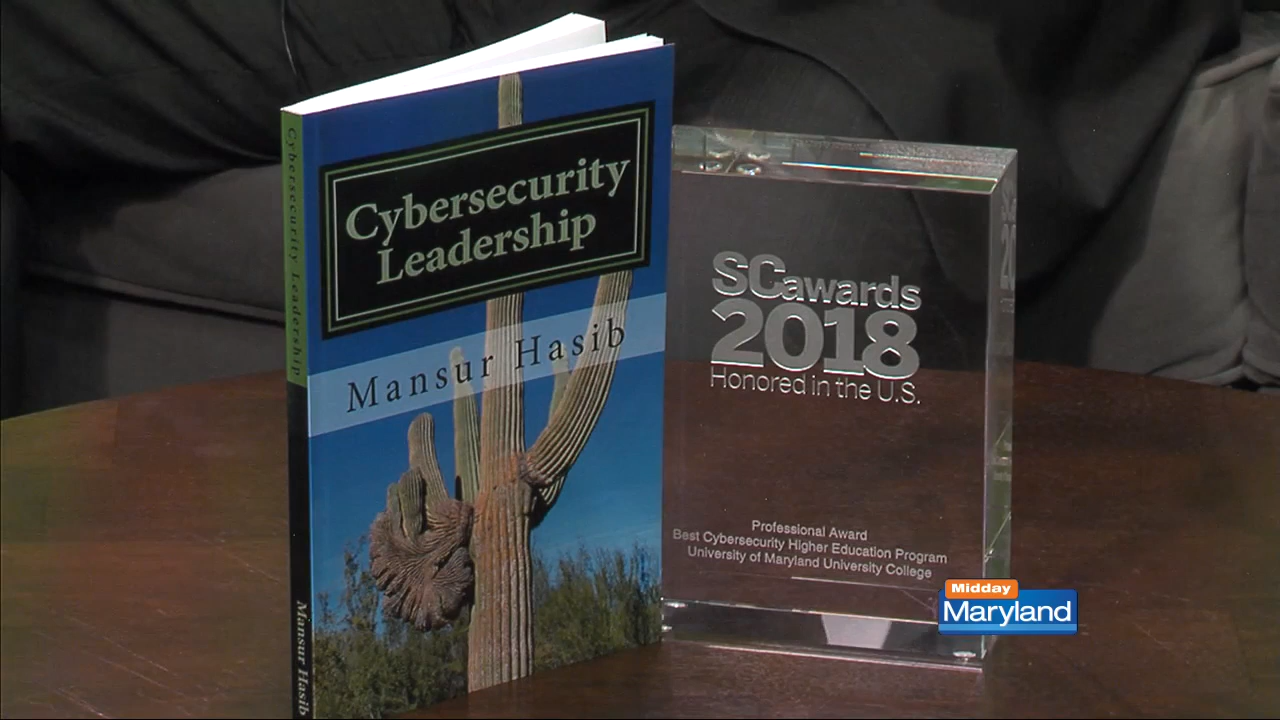 Cybersecurity
Leadership
Mansur Hasib
Cybersecurity Leadership
Mansur Hasib
SCawards
2018
Honored in the U.S.
Professional Award
Best Cybersecurity Higher Education Program
University of Maryland University College
Midday
Maryland